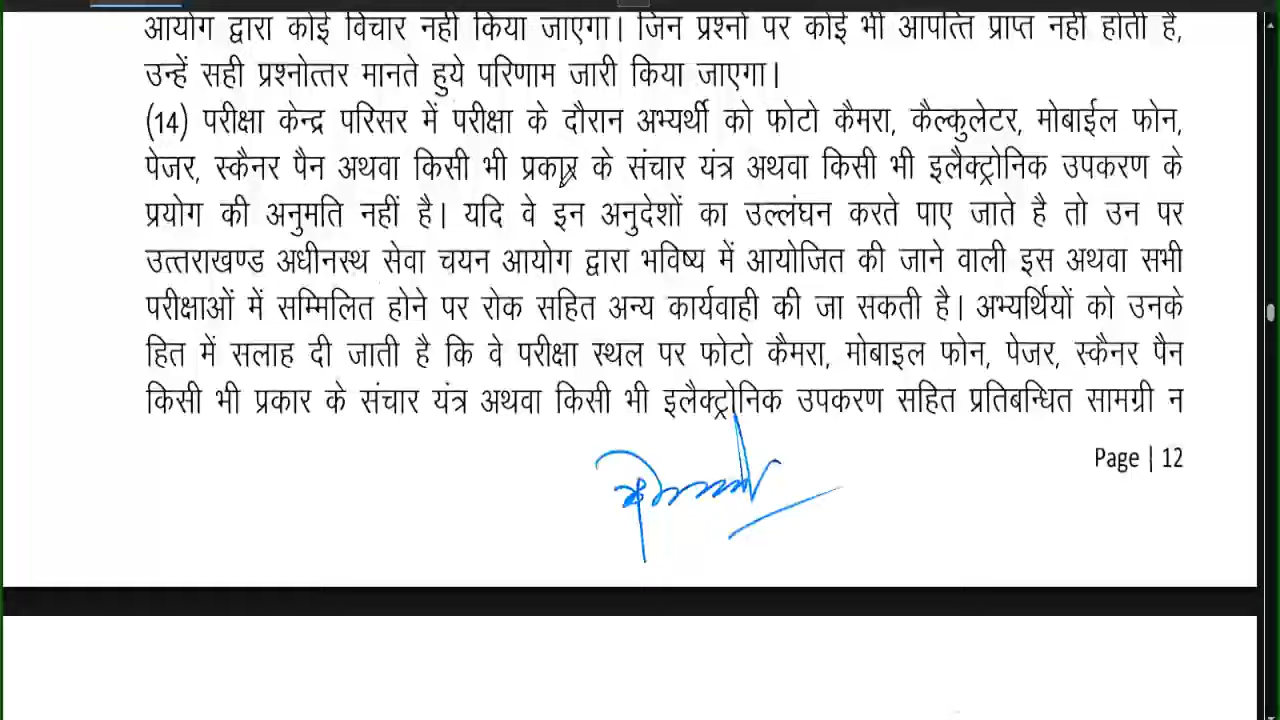 आयोग द्वारा कोई विचार नहीं किया जाएगा। जिन प्रश्नों पर कोई भी आपत्ति प्राप्त नहीं होती है,
उन्हें सही प्रश्नोत्तर मानते हुये परिणाम जारी किया जाएगा।
(14) परीक्षा केन्द्र परिसर में परीक्षा के दौरान अभ्यर्थी को फोटो कैमरा, कैल्कुलेटर, मोबाईल फोन,
पेजर, स्कैनर पैन अथवा किसी भी प्रकार के संचार यंत्र अथवा किसी भी इलैक्ट्रोनिक उपकरण के
प्रयोग की अनुमति नहीं है। यदि वे इन अनुदेशों का उल्लंघन करते पाए जाते है तो उन पर
उत्तराखण्ड अधीनस्थ सेवा चयन आयोग द्वारा भविष्य में आयोजित की जाने वाली इस अथवा सभी
परीक्षाओं में सम्मिलित होने पर रोक सहित अन्य कार्यवाही की जा सकती है। अभ्यर्थियों को उनके
हित में सलाह दी जाती है कि वे परीक्षा स्थल पर फोटो कैमरा, मोबाइल फोन, पेजर, स्कैनर पैन
किसी भी प्रकार के संचार यंत्र अथवा किसी भी इलैक्ट्रोनिक उपकरण सहित प्रतिबन्धित सामग्री न
Page | 12